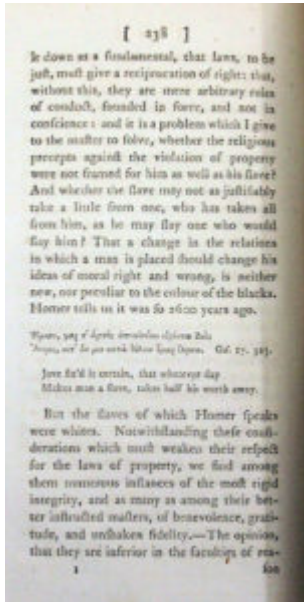 [ 238 ]
le down as a fundamental, that laws, to be
just, must give a reciprocation of right: that,
without this, they are mere arbitrary rules
of conduct, founded in force, and not in
conscience: and it is a problem which I give
to the master to solve, whether the religious
precepts against the violation of property
were not framed for him as well as his slave?
And whether the slave may not as justifiably
take a little from one, who has taken all
from him, as he may slay one who would
slay him? That a change in the relations
in which a man is placed should change his
ideas of moral right and wrong, is neither
new, nor peculiar to the colour of the blacks.
Homer tells us it was so 2600 years ago.
Od. 17. 323.
Jove fix'd it certain, that whatever day
Makes man a slave, takes half his worth away.
But the slaves of which Homer speaks
were whites. Notwithstanding these consi-
derations which must weaken their respect
for the laws of property, we find among
them numerous instances of the most rigid
integrity, and as many as among their bet-
ter instructed masters, of benevolence, grati-
tude, and unshaken fidelity.—The opinion,
that they are inferior in the faculties of rea-
son